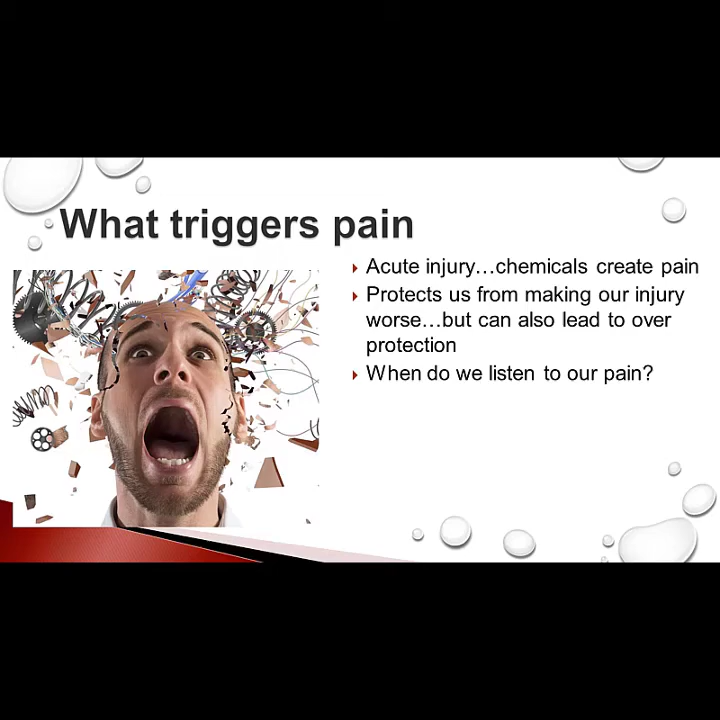 What triggers pain
Acute injury…chemicals create pain
Protects us from making our injury
worse…but can also lead to over
protection
When do we listen to our pain?